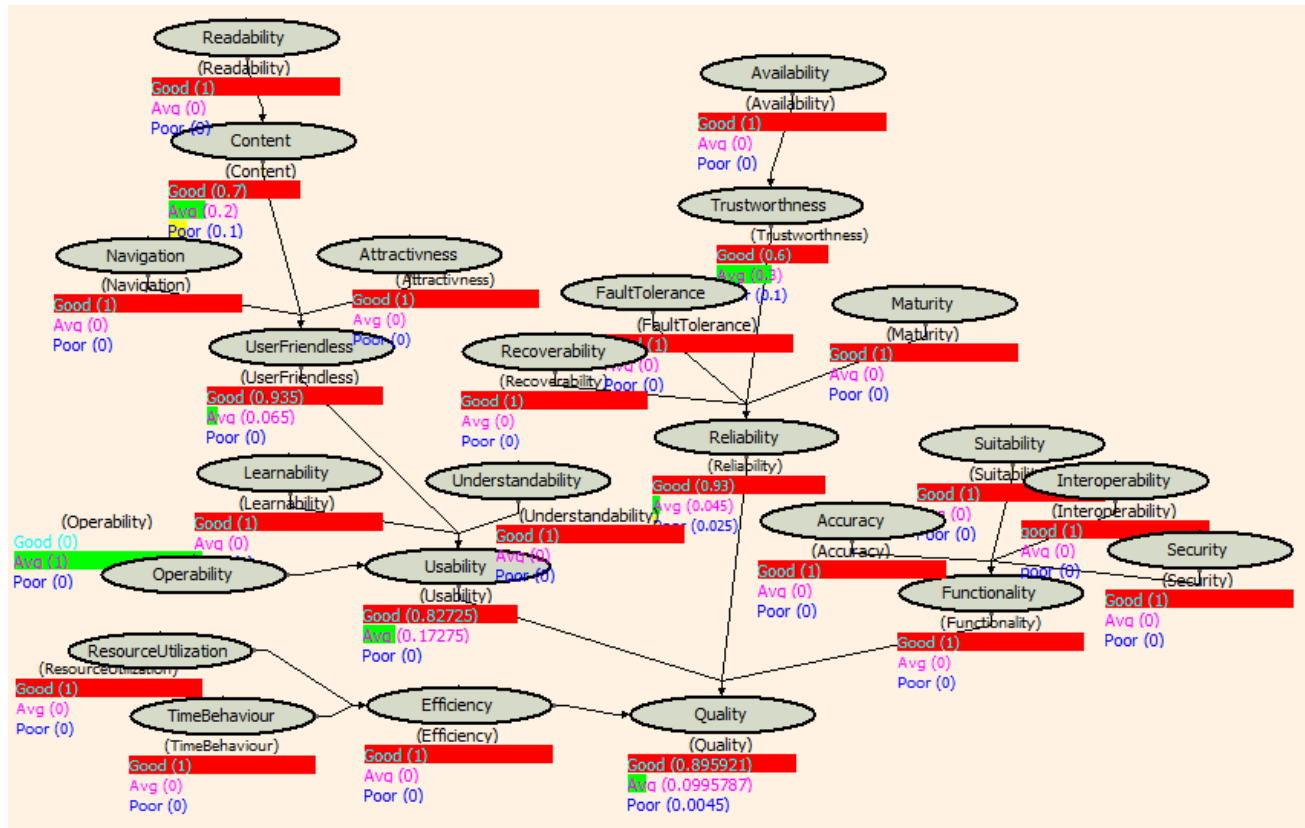 Readability
(Readability)
Good (1)
Avg (0)
Poor (0)
Content
(Content)
Good (0.7)
Avg (0.2)
Poor (0.1)
Navigation
(Navigation)
Good (1)
Avg (0)
Poor (0)
Attractivness
(Attractivness)
Good (1)
Avg (0)
Poor (0)
UserFriendless
(UserFriendless)
Good (0.935)
Avg (0.065)
Poor (0)
Availability
(Availability)
Good (1)
Avg (0)
Poor (0)
Trustworthness
(Trustworthness)
Good (0.6)
Avg (0.3)
(0.1)
FaultTolerance
(FaultTolerance)
(1)
(0)
(0)
Maturity
(Maturity)
Good (1)
Avg (0)
Poor (0)
Recoverability
(Recoverability)
Good (1)
Avg (0)
Poor (0)
Reliability
(Reliability)
Good (0.93)
Avg (0.045)
(0.025)
Learnability
(Learnability)
Good (1)
Avg (0)
Understandability
(Understandability)
Good (1)
Avg (0)
Poor (0)
(Operability)
Good (0)
Avg (1)
Poor (0)
Operability
Usability
(Usability)
Good (0.82725)
Avg (0.17275)
Poor (0)
Suitability
Good (1)
(0)
(0)
Interoperability
(Interoperability)
Good (1)
Avg (0)
Poor (0)
Accuracy
(Accuracy)
Good (1)
Avg (0)
Poor (0)
Security
(Security)
Good (1)
Avg (0)
Poor (0)
Functionality
(Functionality)
Good (1)
Avg (0)
Poor (0)
ResourceUtilization
(ResourceUtilization)
Good (1)
Avg (0)
Poor (0)
TimeBehaviour
(TimeBehaviour)
Good (1)
Avg (0)
Poor (0)
Efficiency
(Efficiency)
Good (1)
Avg (0)
Poor (0)
Quality
(Quality)
Good (0.895921)
Avg (0.0995787)
Poor (0.0045)